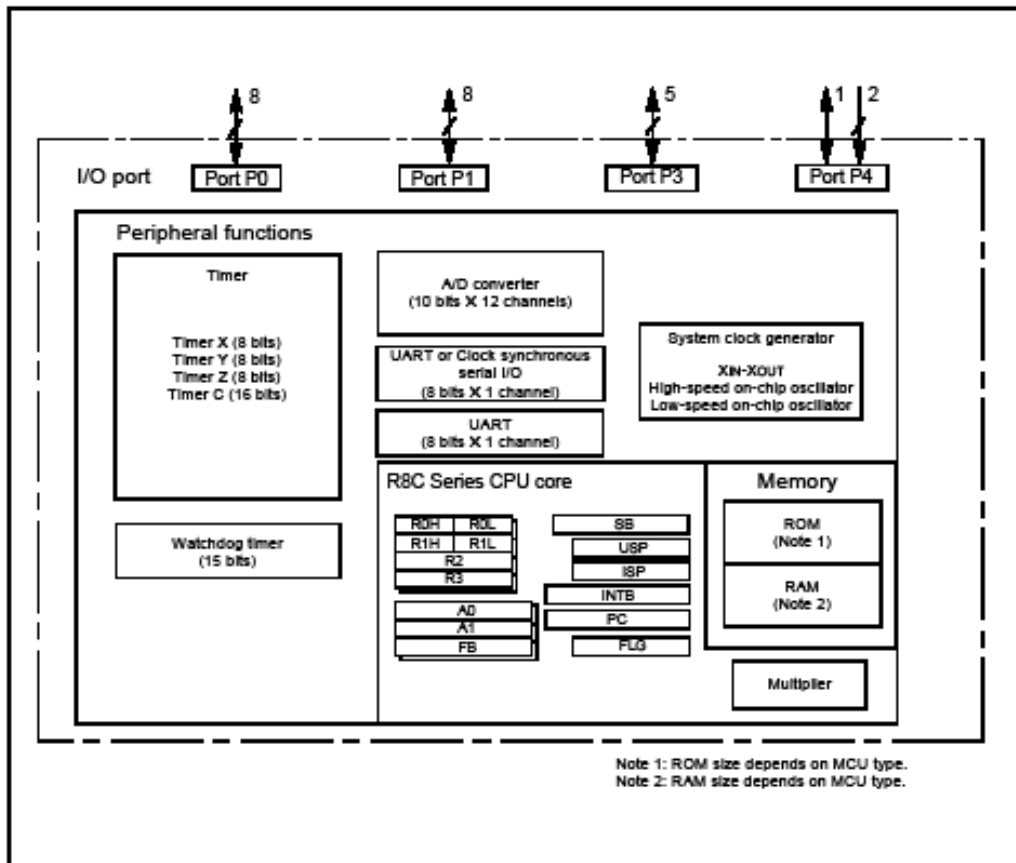 8
8
5
1
2
I/O port
Port P0
Port P1
Port P3
Port P4
Peripheral functions
Timer
Timer X (8 bits)
Timer Y (8 bits)
Timer Z (8 bits)
Timer C (16 bits)
Watchdog timer
(15 bits)
A/D converter
(10 bits X 12 channels)
UART or Clock synchronous
serial I/O
(8 bits X 1 channel)
UART
(8 bits X 1 channel)
System clock generator
XIN-XOUT
High-speed on-chip oscillator
Low-speed on-chip oscillator
R8C Series CPU core
R0H R0L
R1H R1L
R2
R3
A0
A1
FB
SB
USP
ISP
INTB
PC
FLG
Memory
ROM
(Note 1)
RAM
(Note 2)
Multiplier
Note 1: ROM size depends on MCU type.
Note 2: RAM size depends on MCU type.